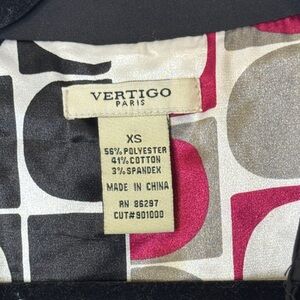 VERTIGO
PARIS
XS
56% POLYESTER
41% COTTON
3% SPANDEX
MADE IN CHINA
RN 86297
CUT#901000